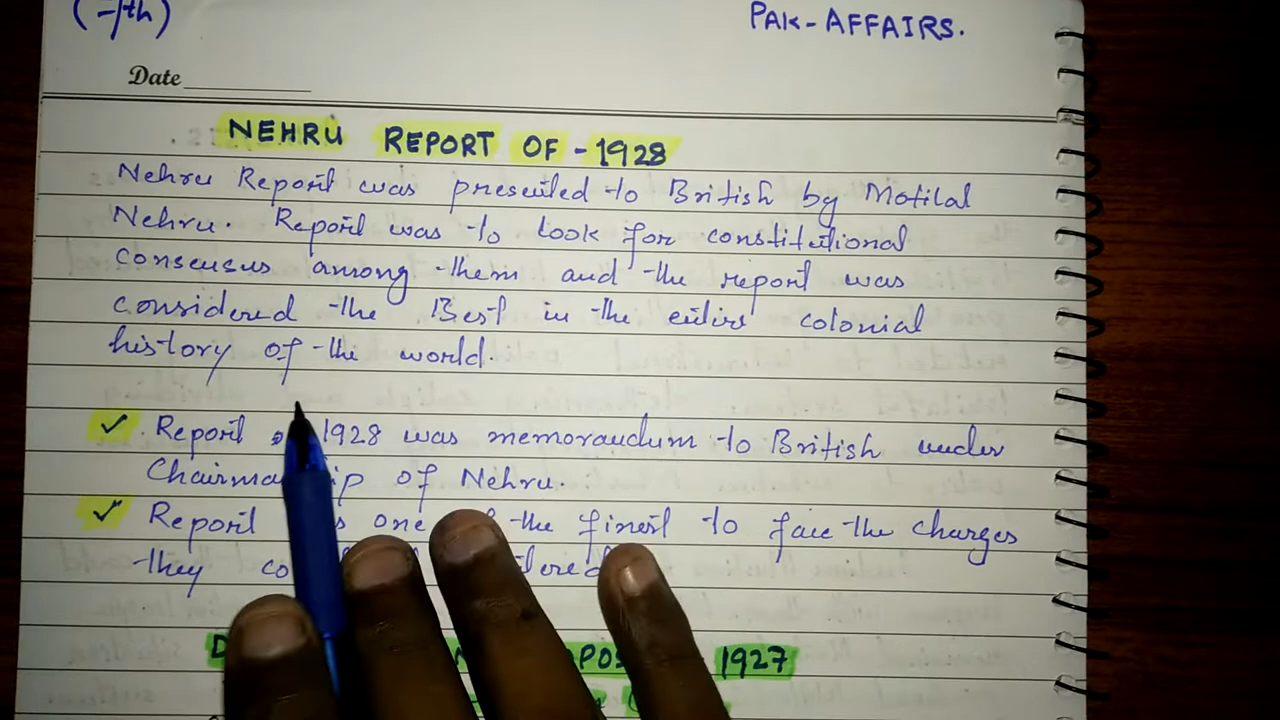 (7th)
PAK-AFFAIRS.
Date
NEHRU REPORT OF - 1928
Nehru Report was presented to British by Motilal
Nehru. Report was to look for constitutional
consensus among them and the report was
considered the Best in the entire colonial
history of the world.
Report 1928 was memorandum to British under
of Nehru.
Report one the finest to face the charges
they
1927